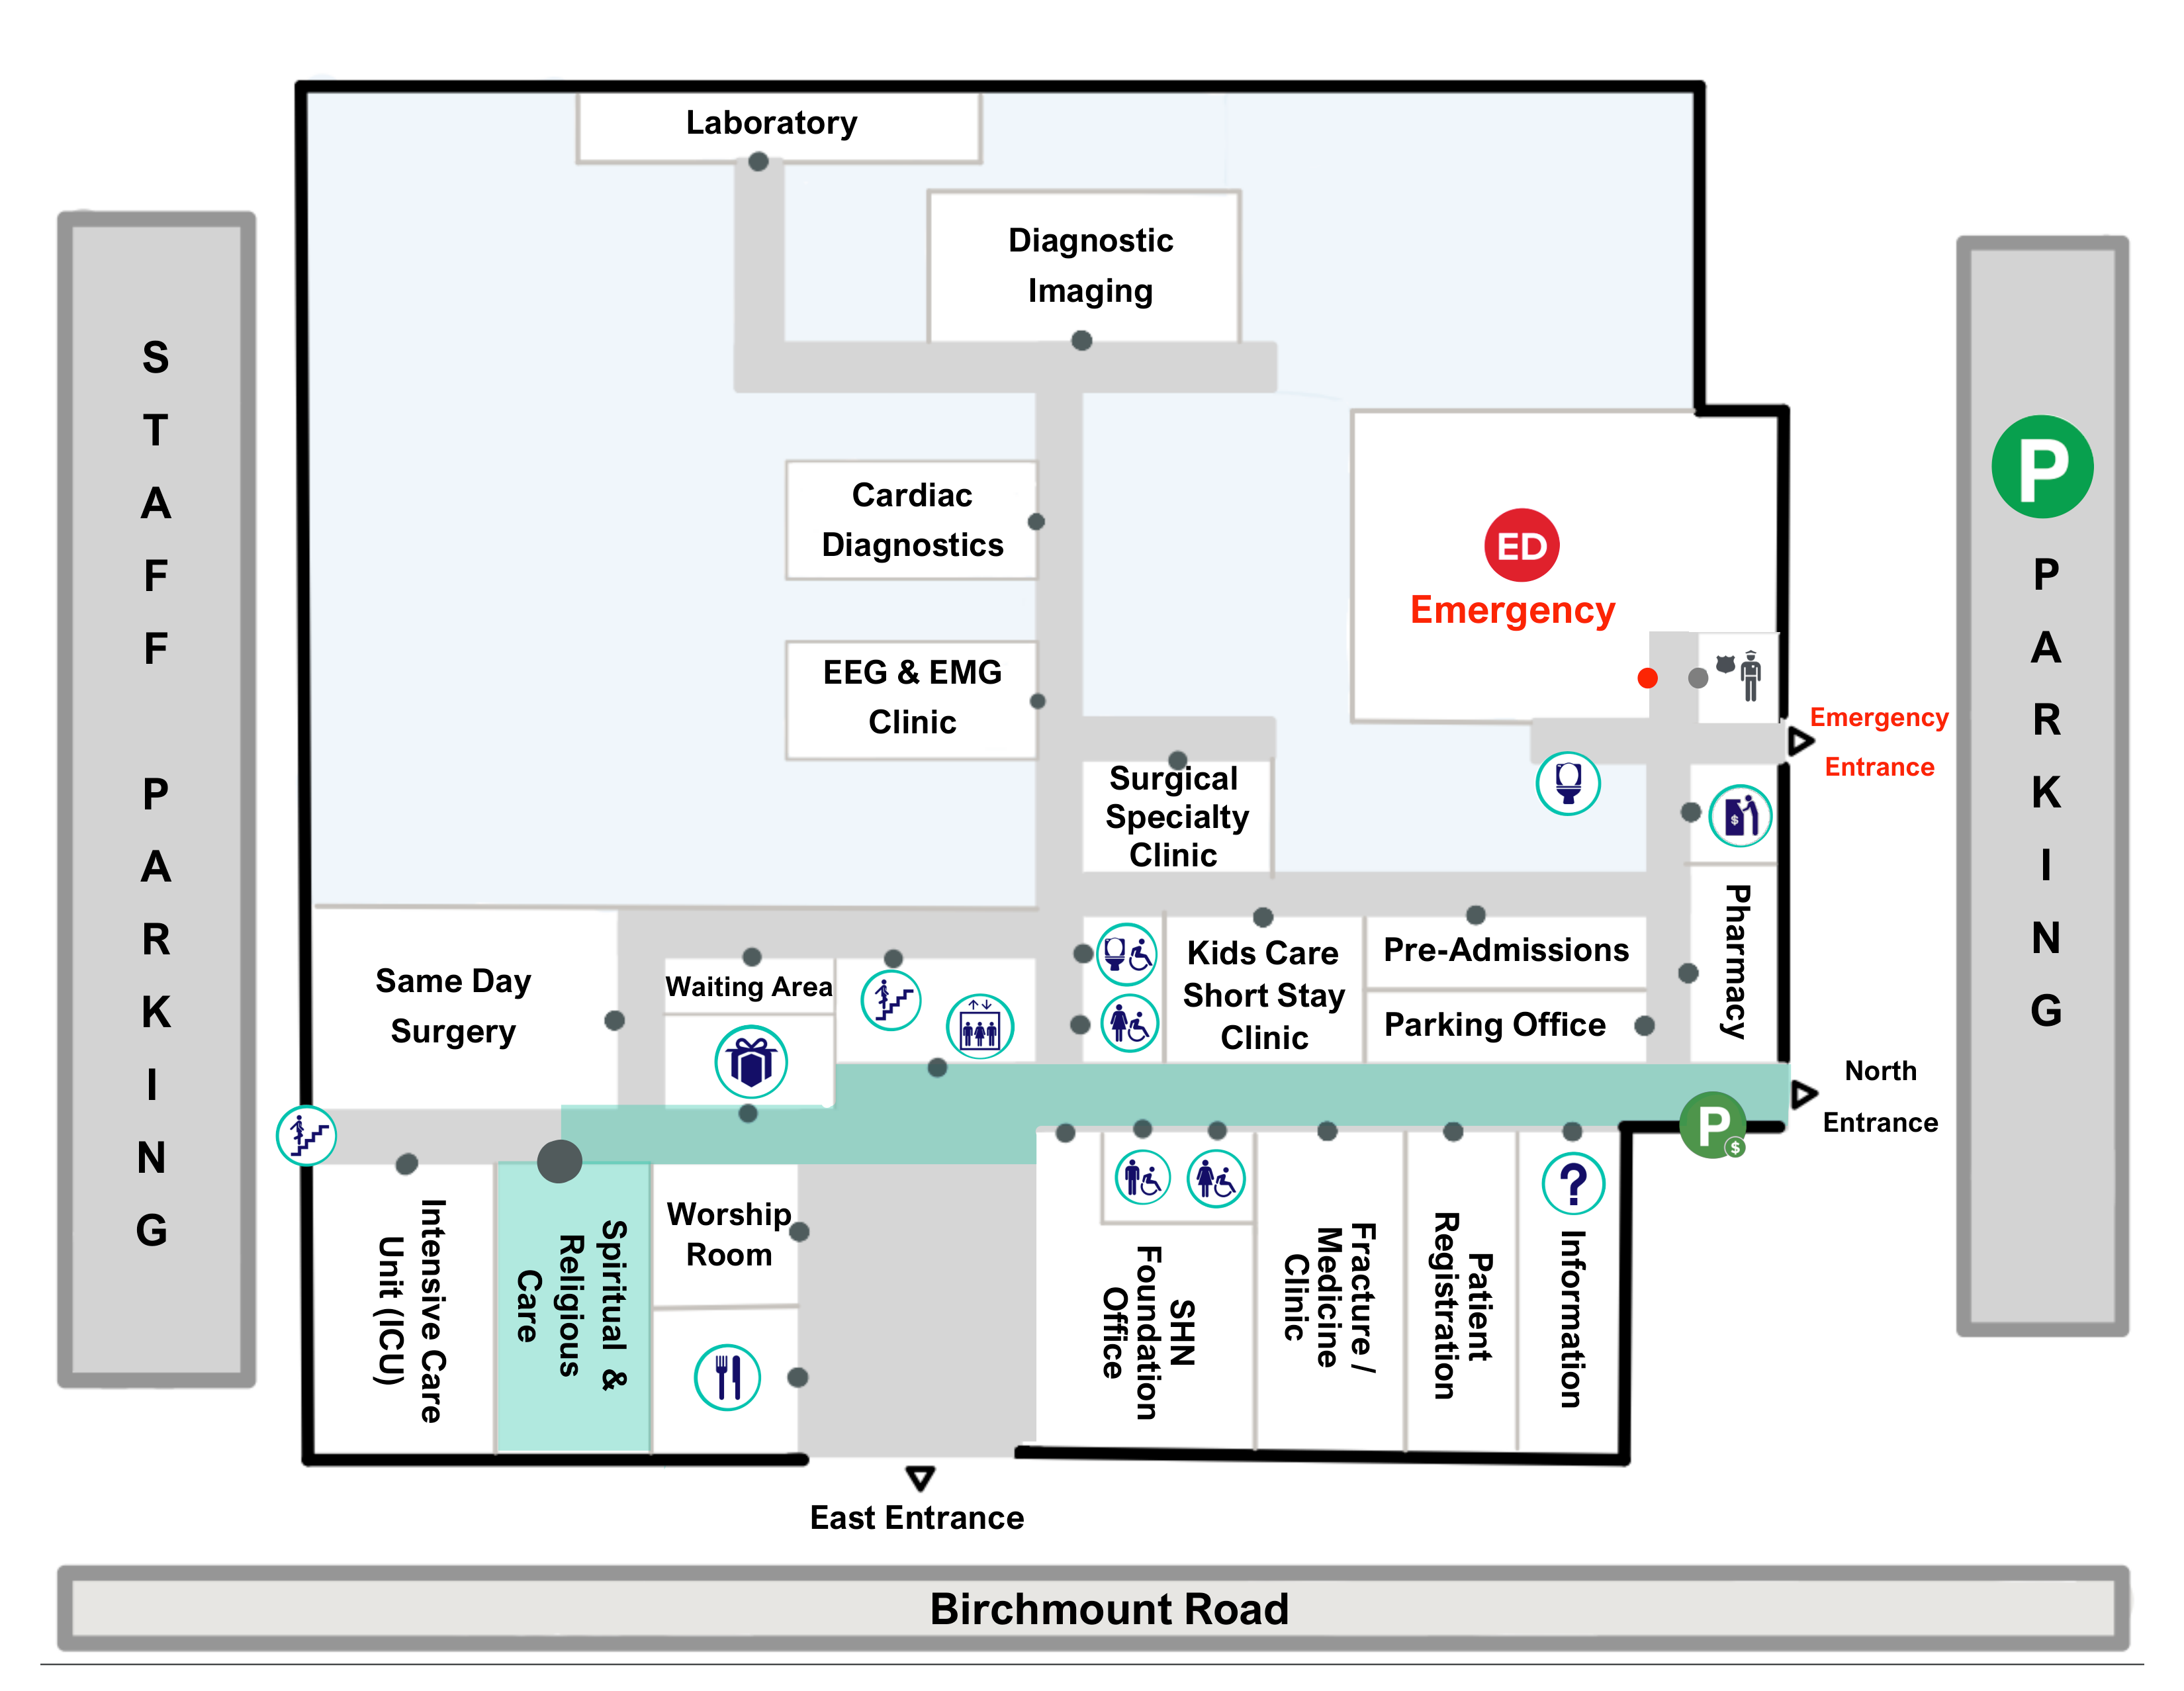 Laboratory
Diagnostic
Imaging
STAFF PARKING
P
PARKING
Cardiac
Diagnostics
ED
Emergency
EEG & EMG
Clinic
Emergency
Entrance
Surgical
Specialty
Clinic
$
Pharmacy
Same Day
Surgery
Waiting Area
Kids Care
Short Stay
Clinic
Pre-Admissions
Parking Office
North
Entrance
P
$
Intensive Care
Unit (ICU)
Spiritual &
Religious
Care
Worship
Room
SHN
Foundation
Office
Fracture /
Medicine
Clinic
Patient
Registration
?
Information
East Entrance
Birchmount Road